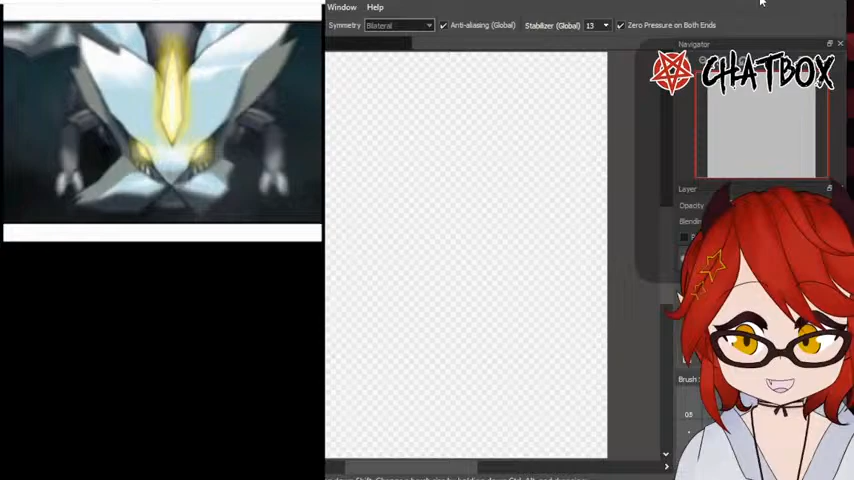 Window Help
Symmetry Bilateral Anti-aliasing (Global) Stabilizer (Global) 13 Zero Pressure on Both Ends
Navigator
CHATBOX
Layer
Opacity
Blending
Brush